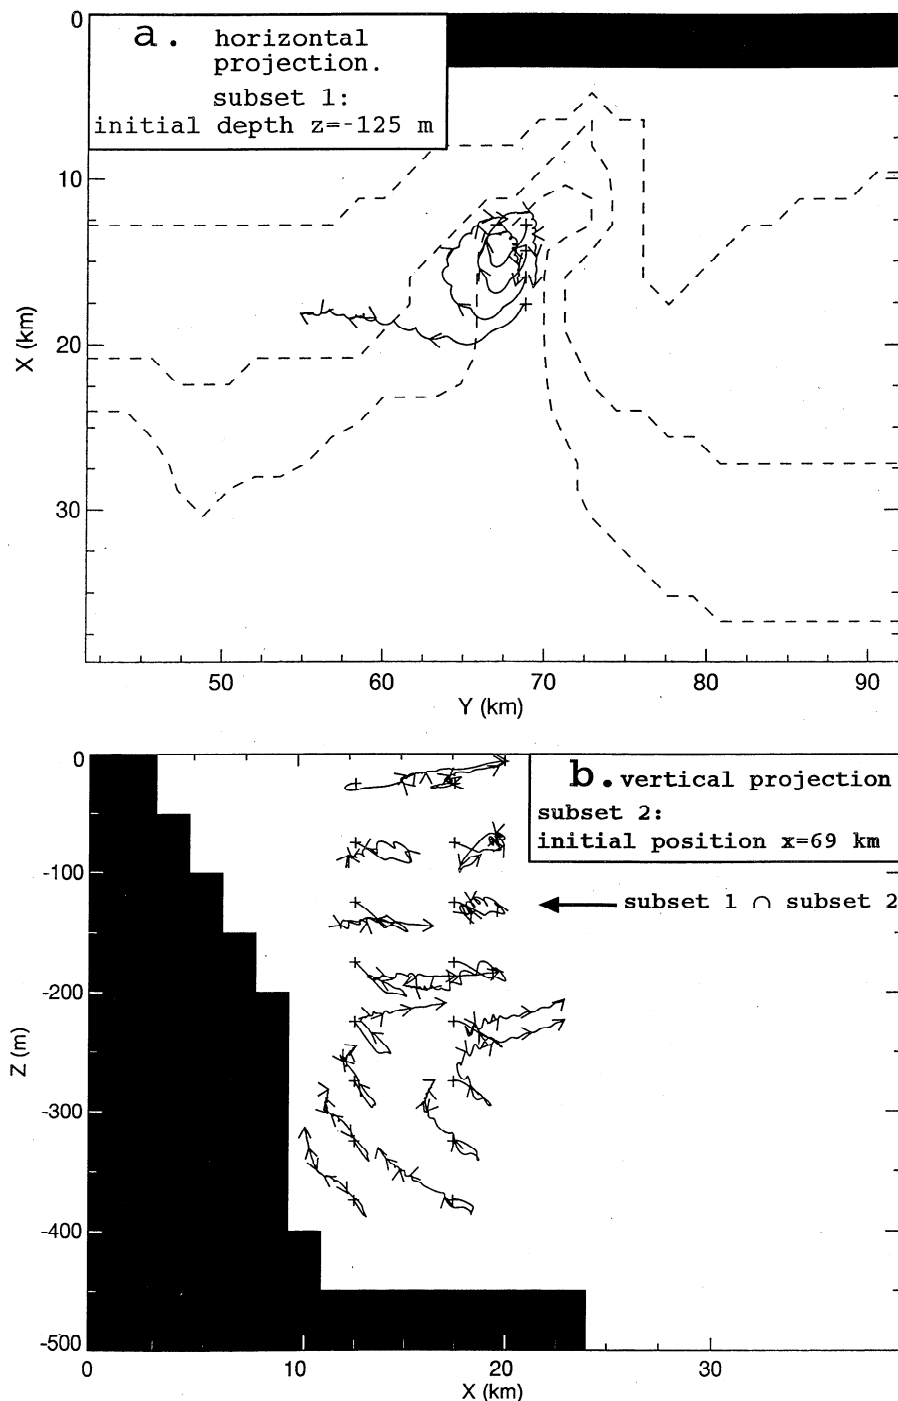 a. horizontal
projection.
subset 1:
initial depth z=-125 m
0
10
20
30
X (km)
50
60
70
80
90
Y (km)
b. vertical projection
subset 2:
initial position x=69 km
subset 1 ∩ subset 2
0
-100
-200
-300
-400
-500
Z (m)
0
10
20
30
X (km)